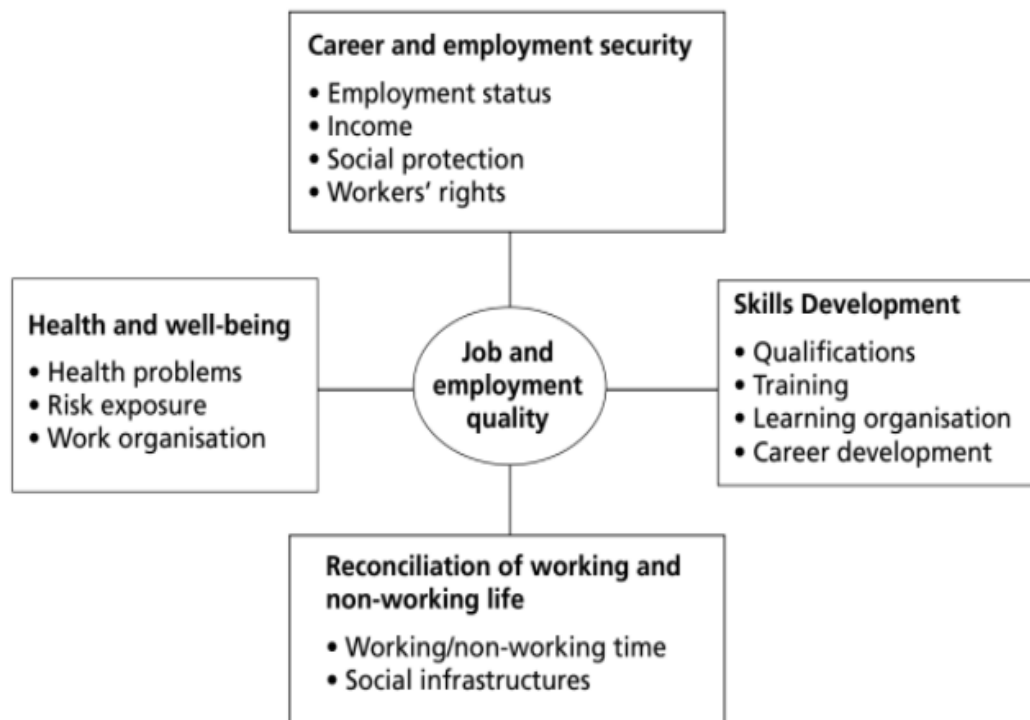 Career and employment security
• Employment status
• Income
• Social protection
• Workers’ rights
Health and well-being
• Health problems
• Risk exposure
• Work organisation
Job and
employment
quality
Skills Development
• Qualifications
• Training
• Learning organisation
• Career development
Reconciliation of working and
non-working life
• Working/non-working time
• Social infrastructures